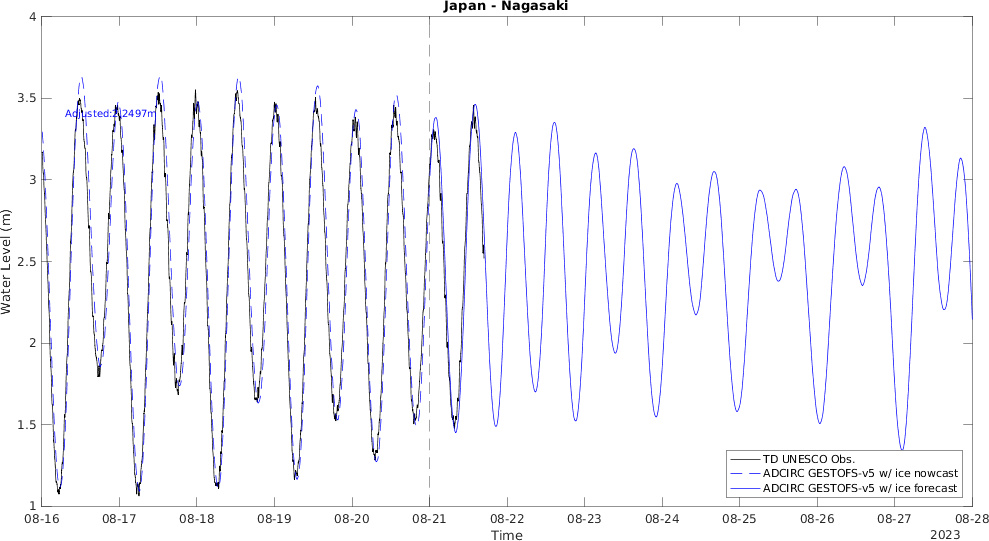 Japan - Nagasaki
4
3.5
3
2.5
2
1.5
1
Water Level (m)
Adjusted:2.2497m
TD UNESCO Obs.
ADCIRC GESTOFS-v5 w/ ice nowcast
ADCIRC GESTOFS-v5 w/ ice forecast
08-16 08-17 08-18 08-19 08-20 08-21 08-22 08-23 08-24 08-25 08-26 08-27 08-28
Time
2023